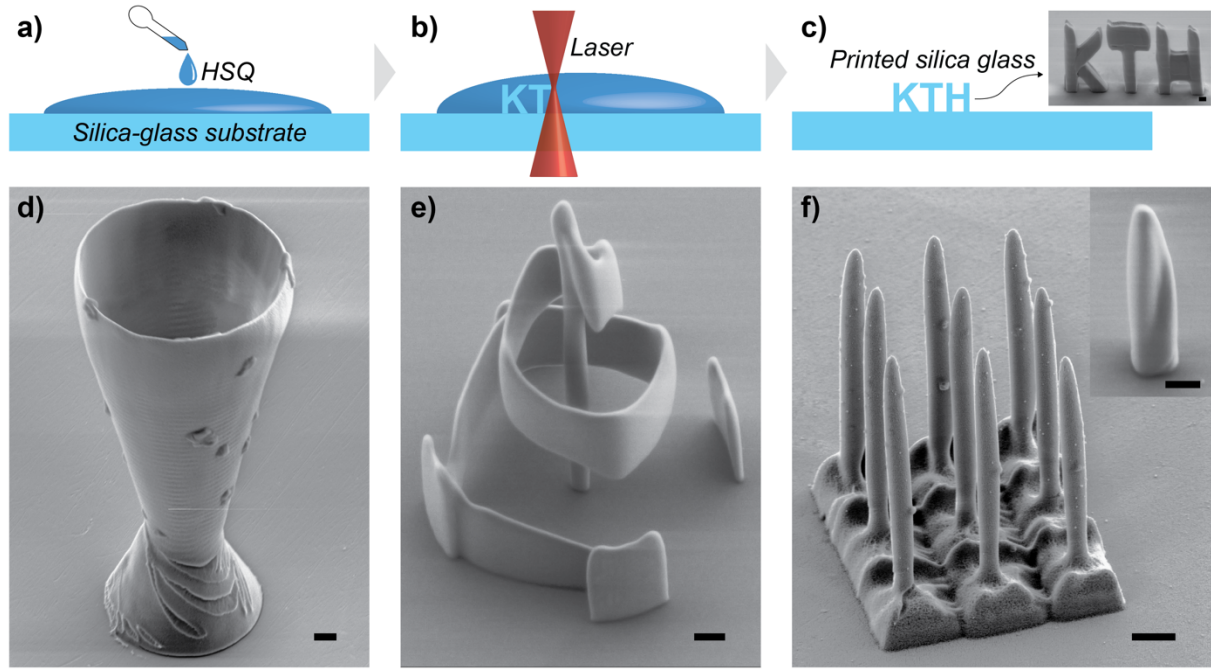 a)
HSQ
Silica-glass substrate
b)
Laser
KT
c)
Printed silica glass
KTH
KTH
d)
e)
f)